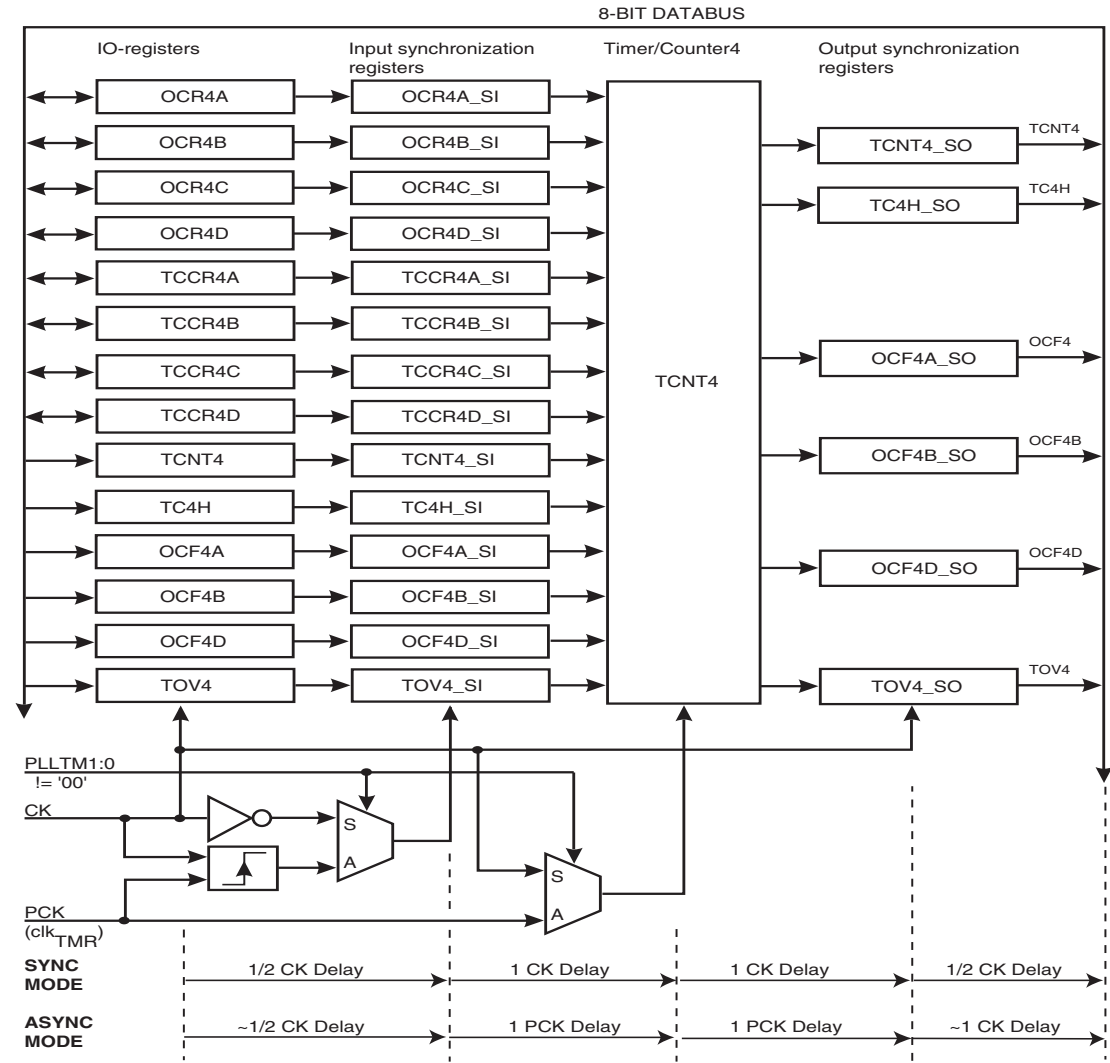 8-BIT DATABUS
IO-registers
Input synchronization
registers
Timer/Counter4
Output synchronization
registers
OCR4A
OCR4A_SI
OCR4B
OCR4B_SI
TCNT4_SO
TCNT4
OCR4C
OCR4C_SI
TC4H_SO
TC4H
OCR4D
OCR4D_SI
TCCR4A
TCCR4A_SI
TCCR4B
TCCR4B_SI
OCF4A_SO
OCF4
TCCR4C
TCCR4C_SI
TCNT4
TCCR4D
TCCR4D_SI
TCNT4
TCNT4_SI
OCF4B_SO
OCF4B
TC4H
TC4H_SI
OCF4A
OCF4A_SI
OCF4D_SO
OCF4D
OCF4B
OCF4B_SI
OCF4D
OCF4D_SI
TOV4
TOV4_SI
TOV4_SO
TOV4
PLLTM1:0
!= '00'
CK
S
A
S
A
PCK
(clkTMR)
SYNC
MODE
1/2 CK Delay
1 CK Delay
1 CK Delay
1/2 CK Delay
ASYNC
MODE
~1/2 CK Delay
1 PCK Delay
1 PCK Delay
~1 CK Delay